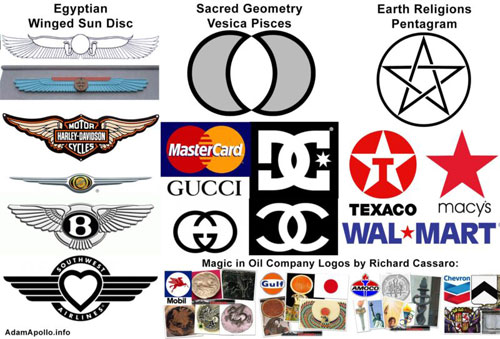 Egyptian
Winged Sun Disc
Sacred Geometry
Vesica Pisces
Earth Religions
Pentagram
MOTOR
HARLEY-DAVIDSON
CYCLES
B
SOUTHWEST
AIRLINES
AdamApollo.info
MasterCard
GUCCI
T
TEXACO
macy's
WAL★MART
Magic in Oil Company Logos by Richard Cassaro:
Mobil
Gulf
AMOCO
Chevron